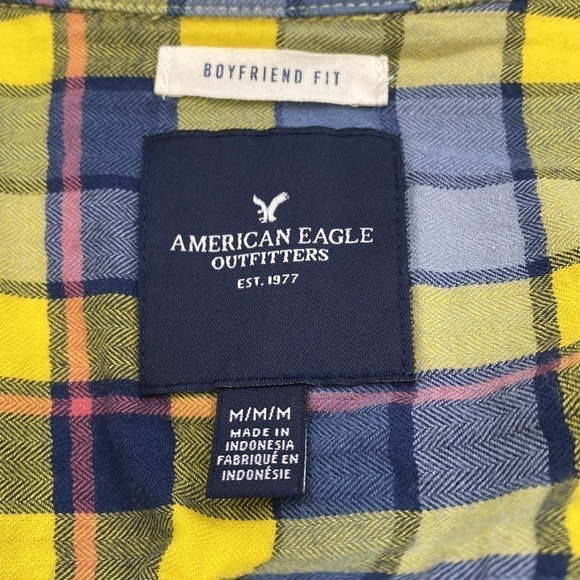 BOYFRIEND FIT
AMERICAN EAGLE
OUTFITTERS
EST. 1977
M/M/M
MADE IN
INDONESIA
FABRIQUÉ EN
INDONÉSIE